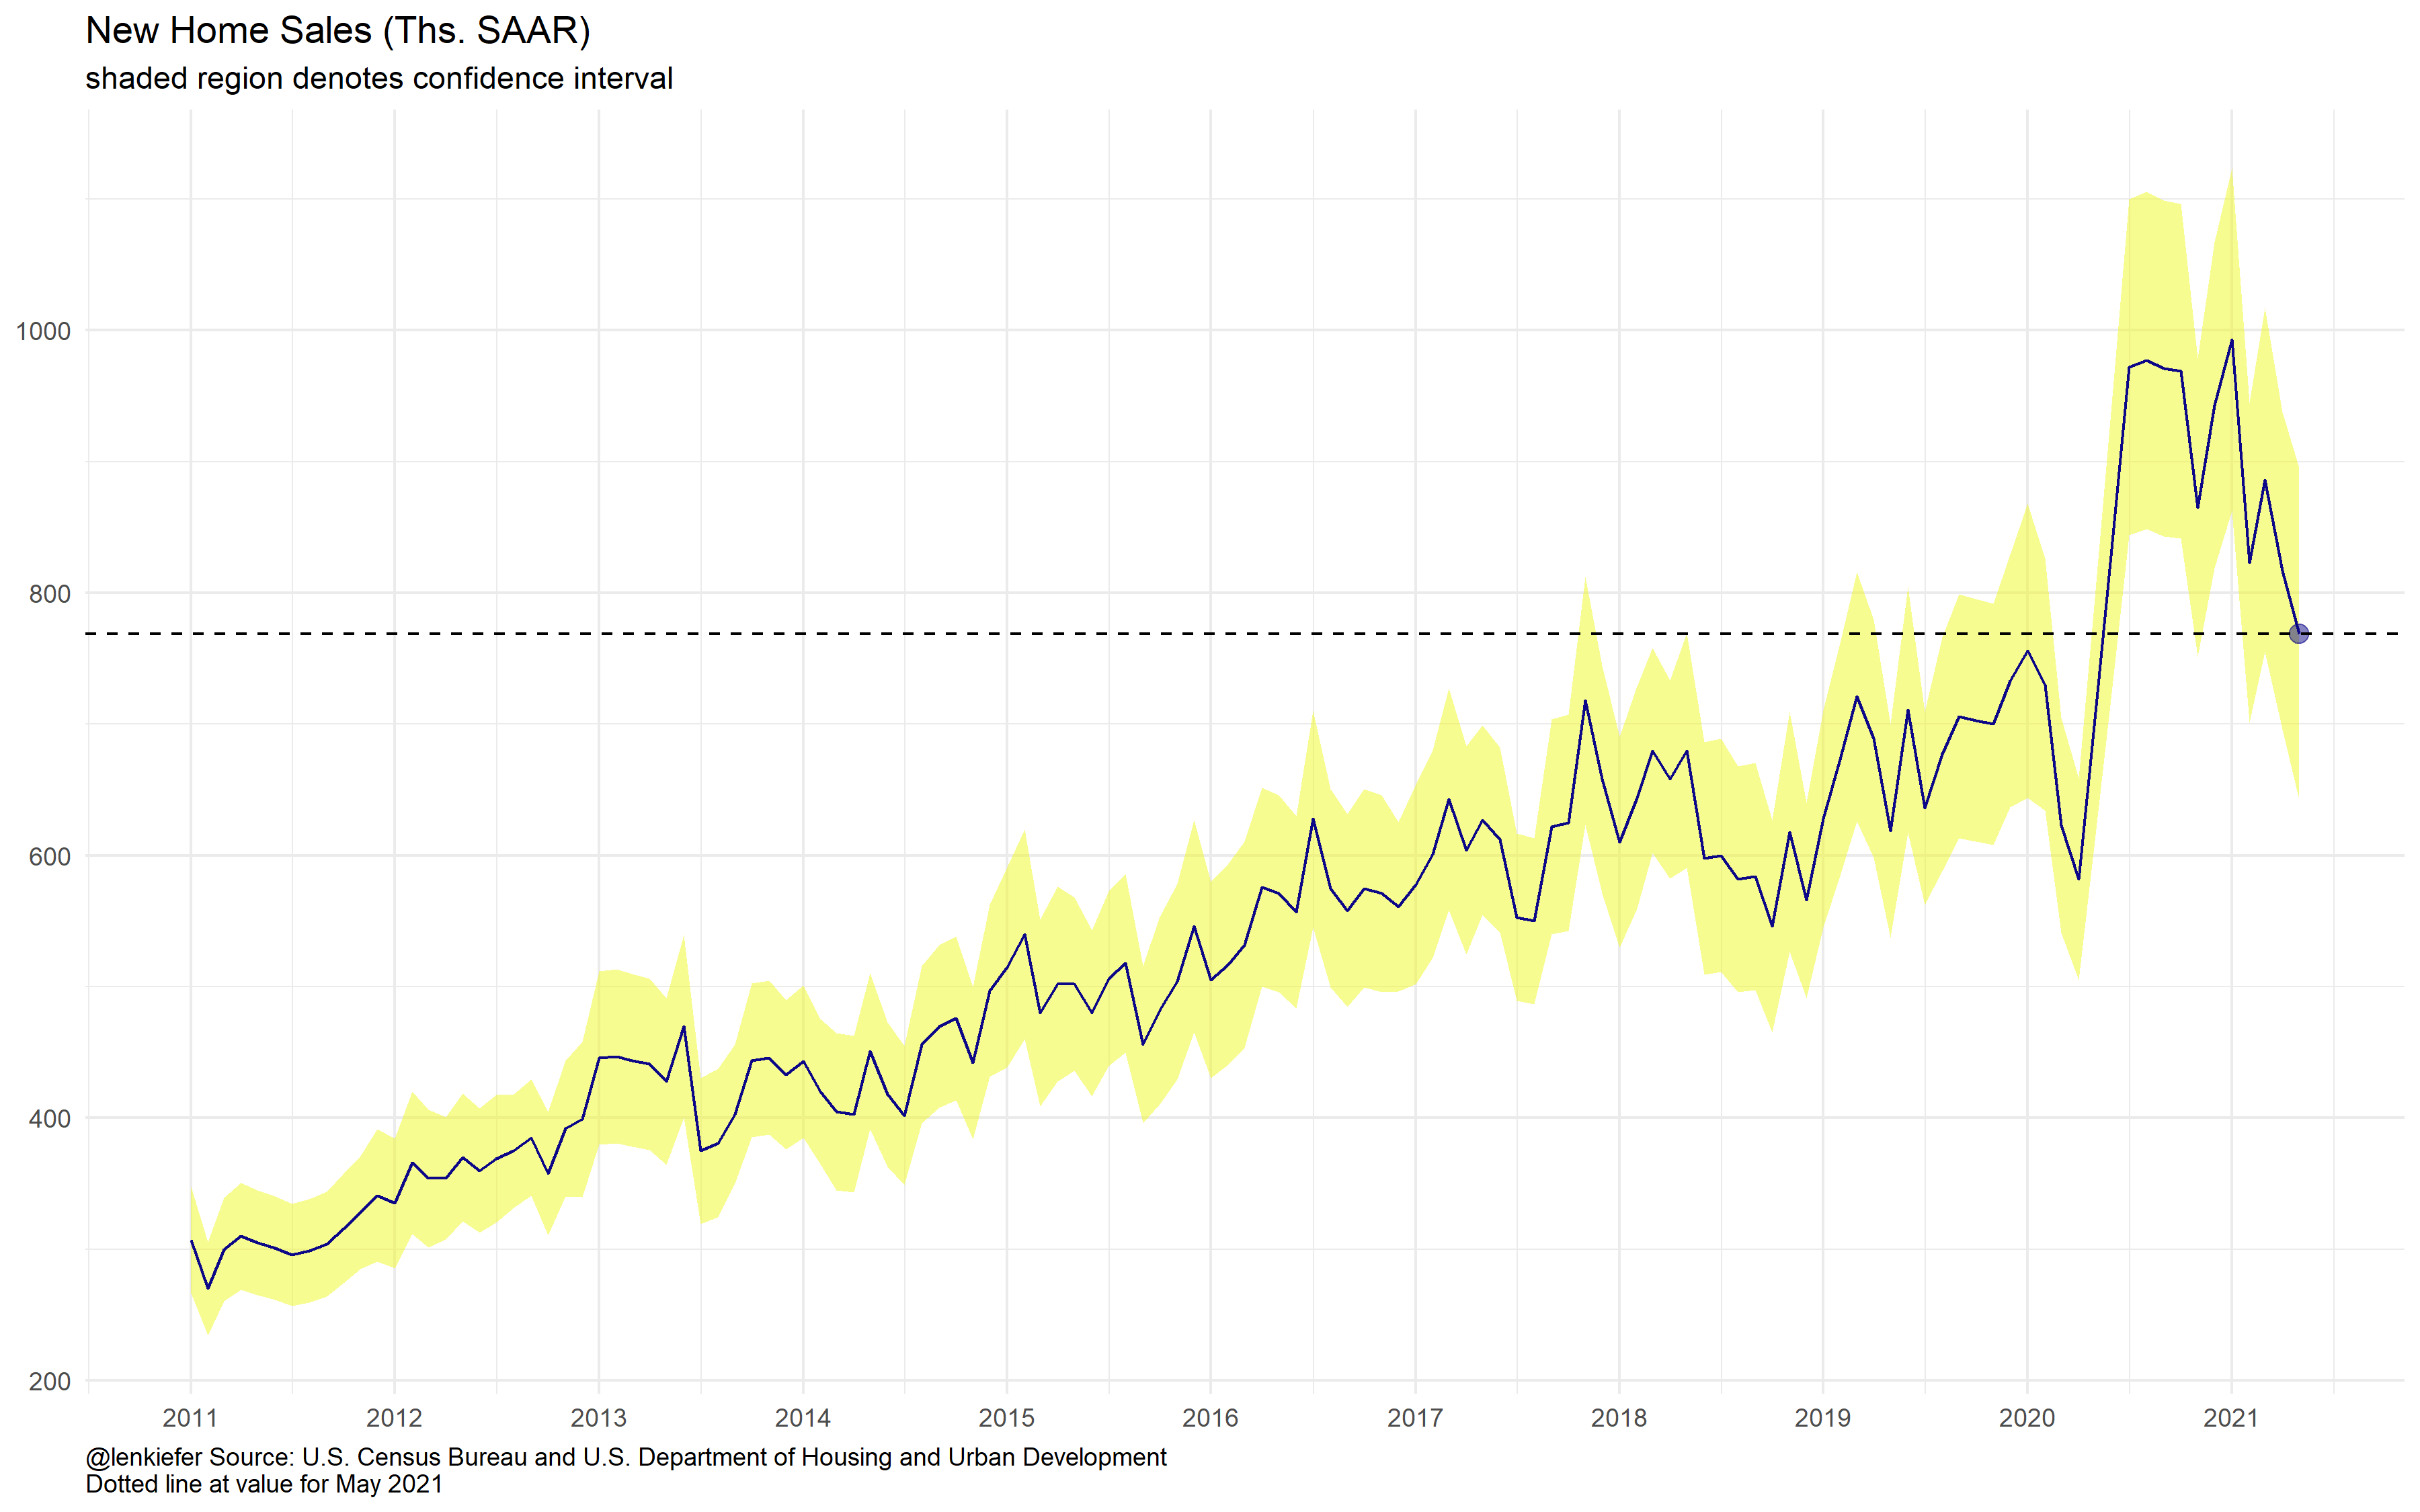 New Home Sales (Ths. SAAR)
shaded region denotes confidence interval
1000
800
600
400
200
2011 2012 2013 2014 2015 2016 2017 2018 2019 2020 2021
@lenkiefer Source: U.S. Census Bureau and U.S. Department of Housing and Urban Development
Dotted line at value for May 2021